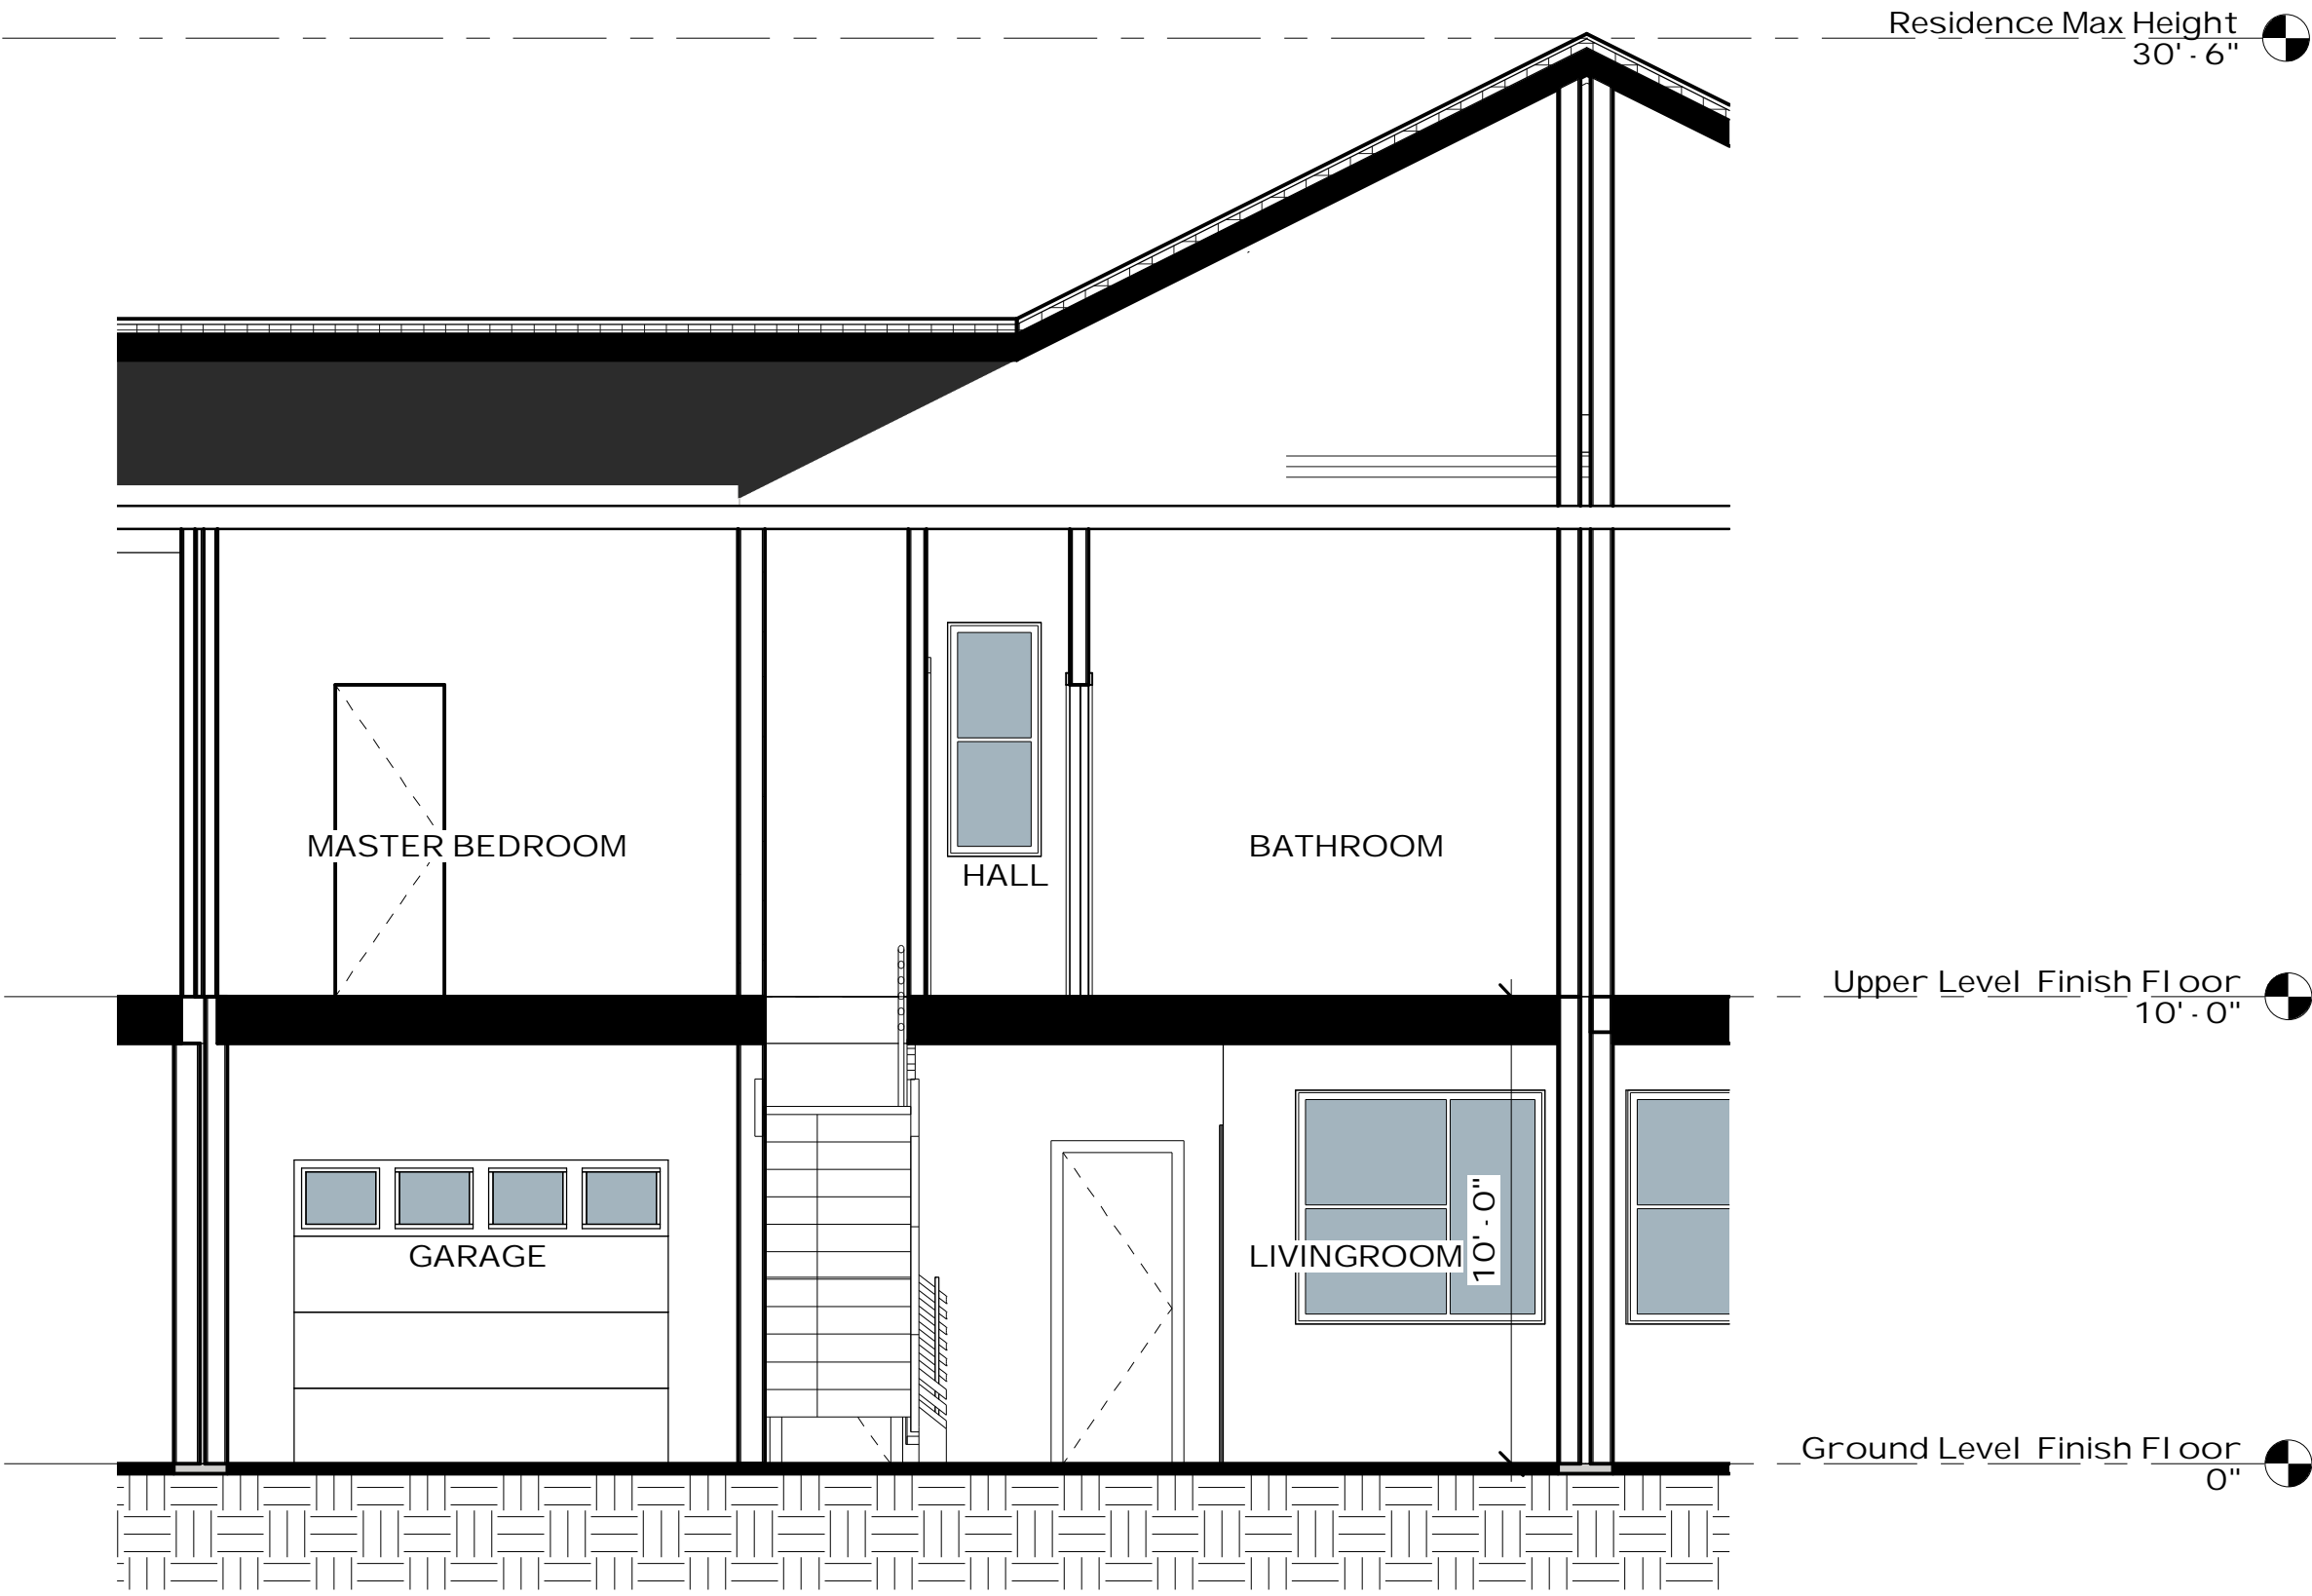 Residence Max Height
30' - 6"
MASTER BEDROOM
BATHROOM
HALL
Upper Level Finish Floor
10' - 0"
10' - 0"
GARAGE
LIVINGROOM
Ground Level Finish Floor
0"